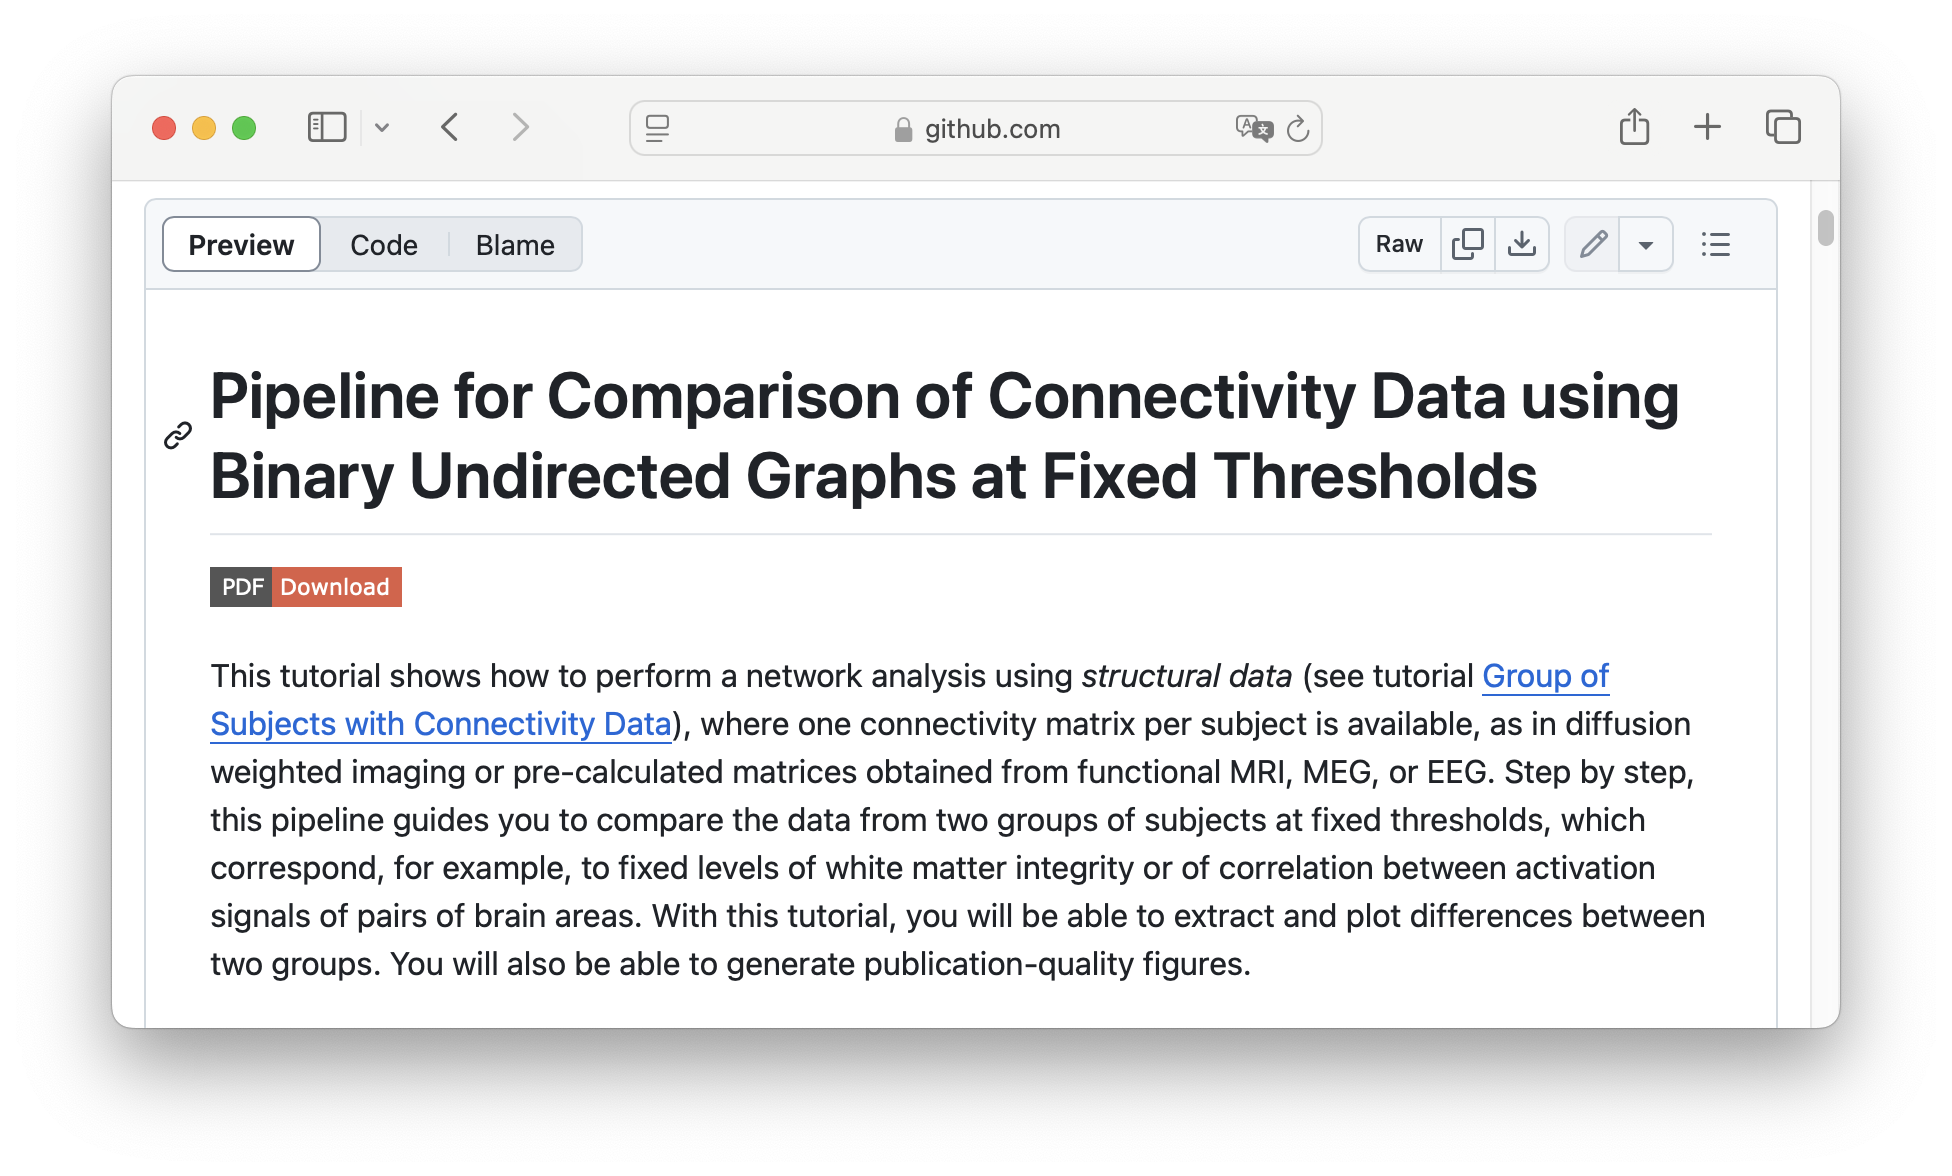 github.com
Preview Code Blame Raw
Pipeline for Comparison of Connectivity Data using
Binary Undirected Graphs at Fixed Thresholds
PDF Download
This tutorial shows how to perform a network analysis using structural data (see tutorial Group of
Subjects with Connectivity Data), where one connectivity matrix per subject is available, as in diffusion
weighted imaging or pre-calculated matrices obtained from functional MRI, MEG, or EEG. Step by step,
this pipeline guides you to compare the data from two groups of subjects at fixed thresholds, which
correspond, for example, to fixed levels of white matter integrity or of correlation between activation
signals of pairs of brain areas. With this tutorial, you will be able to extract and plot differences between
two groups. You will also be able to generate publication-quality figures.